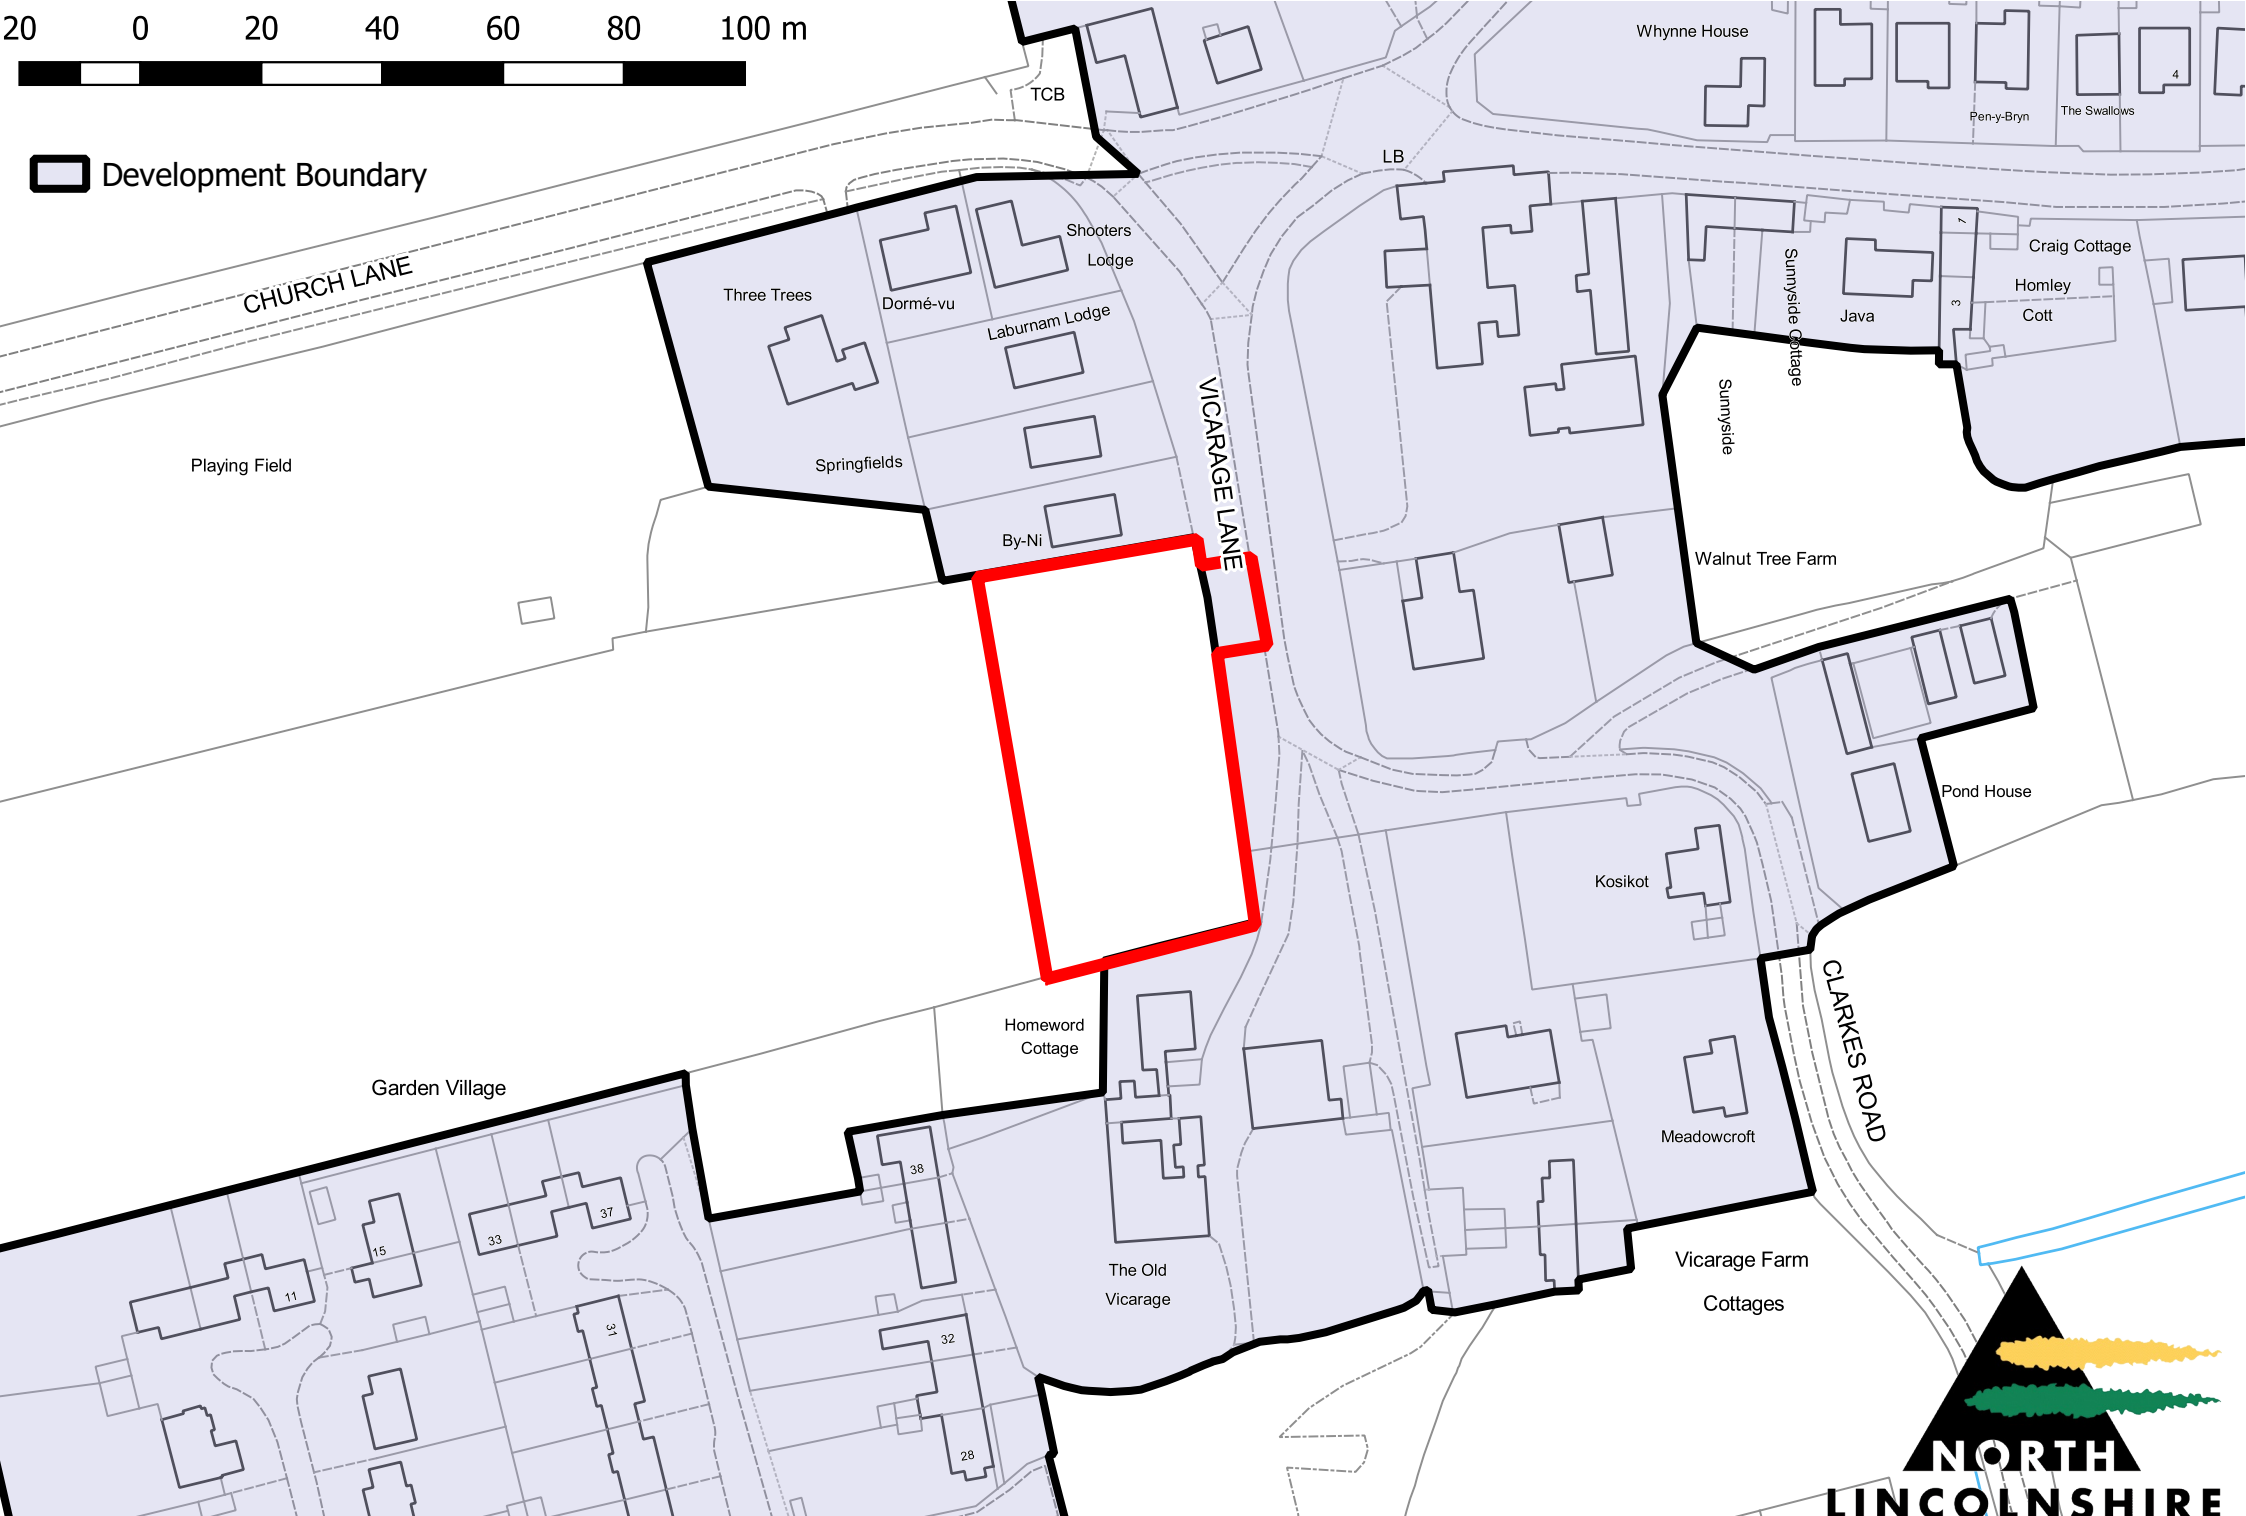 20 0 20 40 60 80 100 m
Development Boundary
TCB
Whynne House
Pen-y-Bryn
The Swallows
4
LB
CHURCH LANE
Shooters
Lodge
Three Trees
Dormé-vu
Laburnam Lodge
Springfields
By-Ni
Playing Field
VICARAGE LANE
Sunnyside Cottage
Sunnyside
Java
1
3
Craig Cottage
Homley
Cott
Walnut Tree Farm
Pond House
Kosikot
CLARKES ROAD
Meadowcroft
Homeword
Cottage
Garden Village
38
37
33
15
11
31
32
28
The Old
Vicarage
Vicarage Farm
Cottages
NORTH
LINCOLNSHIRE